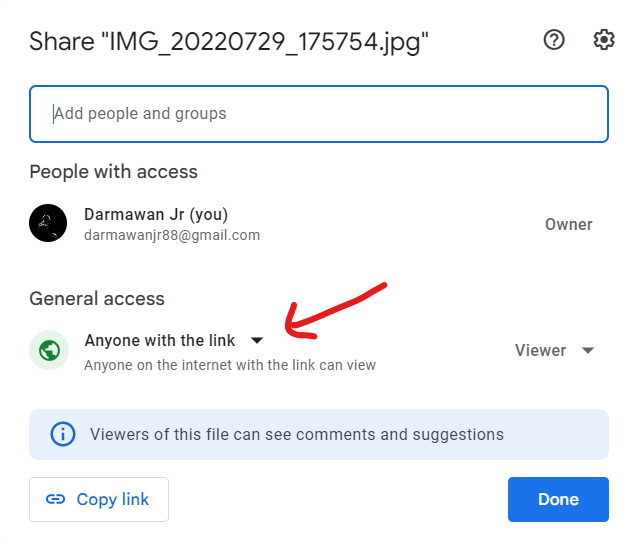 Share "IMG_20220729_175754.jpg"
Add people and groups
People with access
Darmawan Jr (you)
darmawanjr88@gmail.com
Owner
General access
Anyone with the link
Anyone on the internet with the link can view
Viewer
Viewers of this file can see comments and suggestions
Copy link
Done